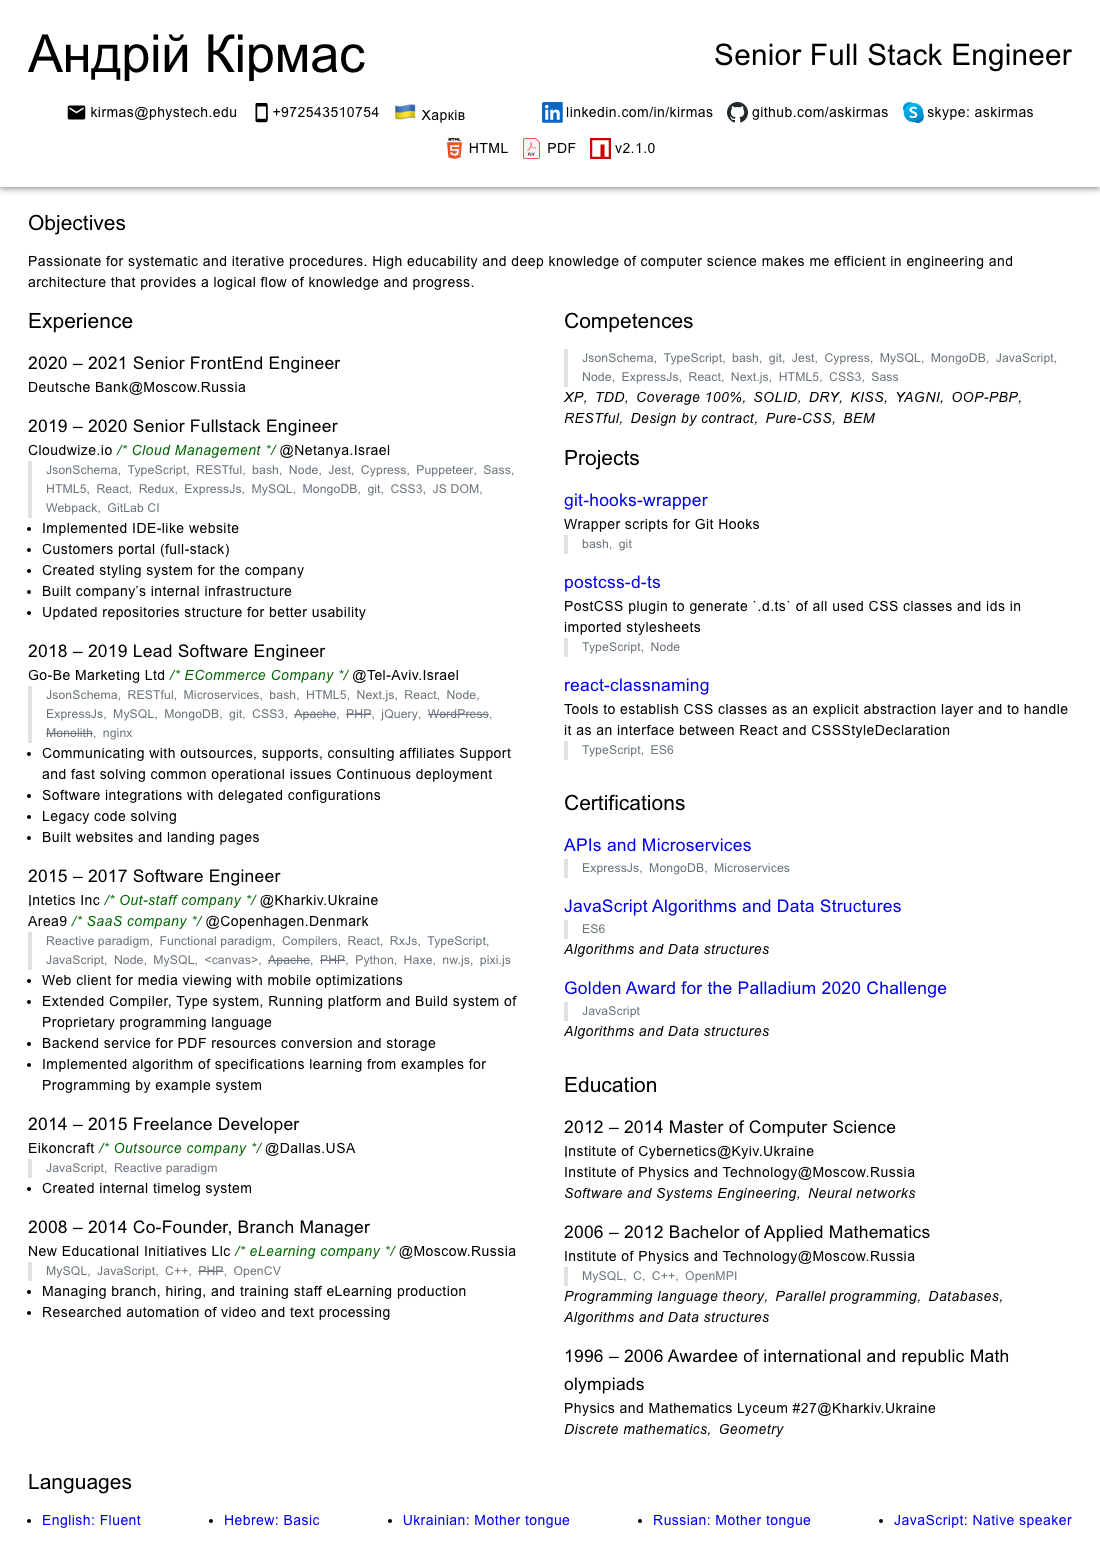 Андрій Кірмас
Senior Full Stack Engineer
kirmas@phystech.edu
+972543510754
Харків
linkedin.com/in/kirmas
github.com/askirmas
skype: askirmas
HTML
PDF
v2.1.0
Objectives
Passionate for systematic and iterative procedures. High educability and deep knowledge of computer science makes me efficient in engineering and
architecture that provides a logical flow of knowledge and progress.
Experience
2020 – 2021 Senior FrontEnd Engineer
Deutsche Bank@Moscow.Russia
2019 – 2020 Senior Fullstack Engineer
Cloudwize.io /* Cloud Management */ @Netanya.Israel
JsonSchema, TypeScript, RESTful, bash, Node, Jest, Cypress, Puppeteer, Sass,
HTML5, React, Redux, ExpressJs, MySQL, MongoDB, git, CSS3, JS DOM,
Webpack, GitLab CI
• Implemented IDE-like website
• Customers portal (full-stack)
• Created styling system for the company
• Built company's internal infrastructure
• Updated repositories structure for better usability
2018 – 2019 Lead Software Engineer
Go-Be Marketing Ltd /* ECommerce Company */ @Tel-Aviv.Israel
JsonSchema, RESTful, Microservices, bash, HTML5, Next.js, React, Node,
ExpressJs, MySQL, MongoDB, git, CSS3, Apache, PHP, jQuery, WordPress,
Monolith, nginx
• Communicating with outsources, supports, consulting affiliates Support
and fast solving common operational issues Continuous deployment
• Software integrations with delegated configurations
• Legacy code solving
• Built websites and landing pages
2015 – 2017 Software Engineer
Intetics Inc /* Out-staff company */ @Kharkiv.Ukraine
Area9 /* SaaS company */ @Copenhagen.Denmark
Reactive paradigm, Functional paradigm, Compilers, React, RxJs, TypeScript,
JavaScript, Node, MySQL, <canvas>, Apache, PHP, Python, Haxe, nw.js, pixi.js
• Web client for media viewing with mobile optimizations
• Extended Compiler, Type system, Running platform and Build system of
Proprietary programming language
• Backend service for PDF resources conversion and storage
• Implemented algorithm of specifications learning from examples for
Programming by example system
2014 – 2015 Freelance Developer
Eikoncraft /* Outsource company */ @Dallas.USA
JavaScript, Reactive paradigm
• Created internal timelog system
2008 – 2014 Co-Founder, Branch Manager
New Educational Initiatives Llc /* eLearning company */ @Moscow.Russia
MySQL, JavaScript, C++, PHP, OpenCV
• Managing branch, hiring, and training staff eLearning production
• Researched automation of video and text processing
Competences
JsonSchema, TypeScript, bash, git, Jest, Cypress, MySQL, MongoDB, JavaScript,
Node, ExpressJs, React, Next.js, HTML5, CSS3, Sass
XP, TDD, Coverage 100%, SOLID, DRY, KISS, YAGNI, OOP-PBP,
RESTful, Design by contract, Pure-CSS, BEM
Projects
git-hooks-wrapper
Wrapper scripts for Git Hooks
bash, git
postcss-d-ts
PostCSS plugin to generate `.d.ts` of all used CSS classes and ids in
imported stylesheets
TypeScript, Node
react-classnaming
Tools to establish CSS classes as an explicit abstraction layer and to handle
it as an interface between React and CSSStyleDeclaration
TypeScript, ES6
Certifications
APIs and Microservices
ExpressJs, MongoDB, Microservices
JavaScript Algorithms and Data Structures
ES6
Algorithms and Data structures
Golden Award for the Palladium 2020 Challenge
JavaScript
Algorithms and Data structures
Education
2012 – 2014 Master of Computer Science
Institute of Cybernetics@Kyiv.Ukraine
Institute of Physics and Technology@Moscow.Russia
Software and Systems Engineering, Neural networks
2006 – 2012 Bachelor of Applied Mathematics
Institute of Physics and Technology@Moscow.Russia
MySQL, C, C++, OpenMPI
Programming language theory, Parallel programming, Databases,
Algorithms and Data structures
1996 – 2006 Awardee of international and republic Math
olympiads
Physics and Mathematics Lyceum #27@Kharkiv.Ukraine
Discrete mathematics, Geometry
Languages
• English: Fluent
• Hebrew: Basic
• Ukrainian: Mother tongue
• Russian: Mother tongue
• JavaScript: Native speaker